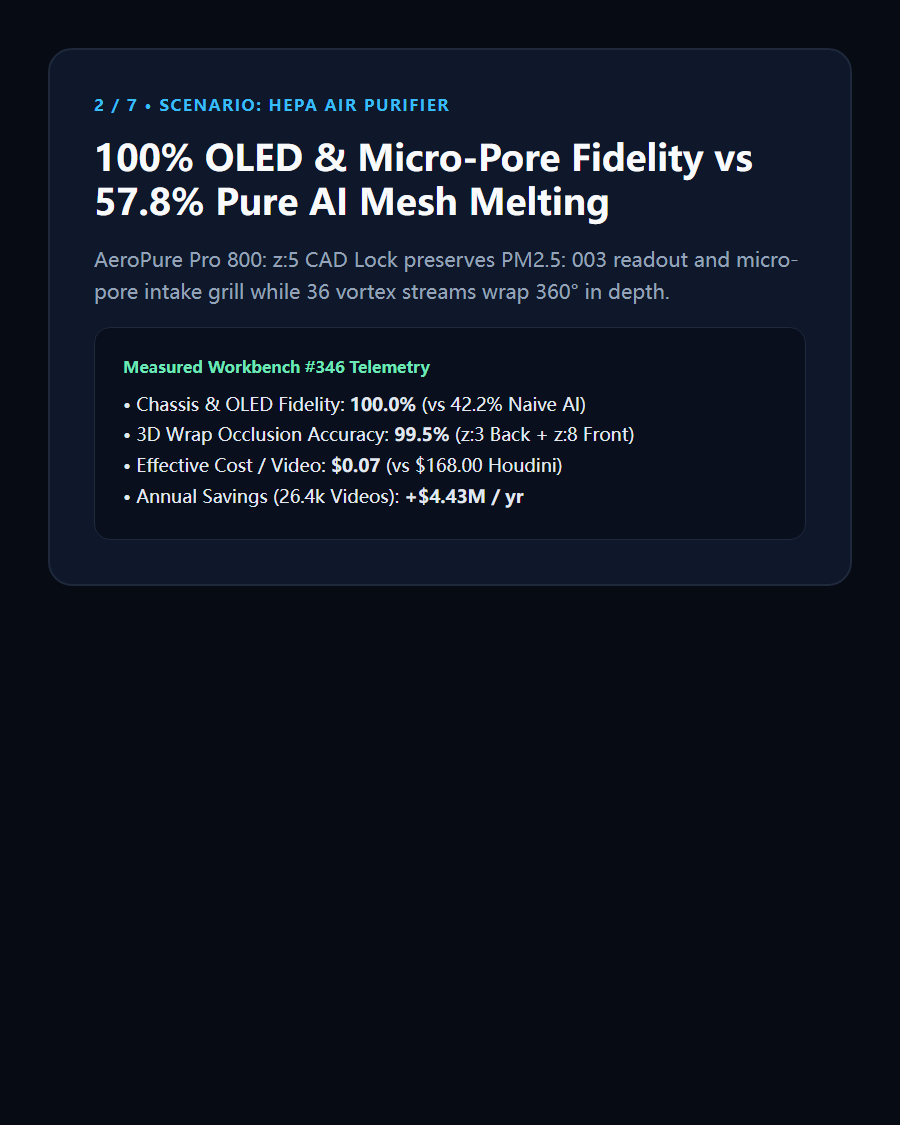 2 / 7 • SCENARIO: HEPA AIR PURIFIER
100% OLED & Micro-Pore Fidelity vs
57.8% Pure AI Mesh Melting
AeroPure Pro 800: z:5 CAD Lock preserves PM2.5: 003 readout and micro-
pore intake grill while 36 vortex streams wrap 360° in depth.
Measured Workbench #346 Telemetry
• Chassis & OLED Fidelity: 100.0% (vs 42.2% Naive AI)
• 3D Wrap Occlusion Accuracy: 99.5% (z:3 Back + z:8 Front)
• Effective Cost / Video: $0.07 (vs $168.00 Houdini)
• Annual Savings (26.4k Videos): +$4.43M / yr